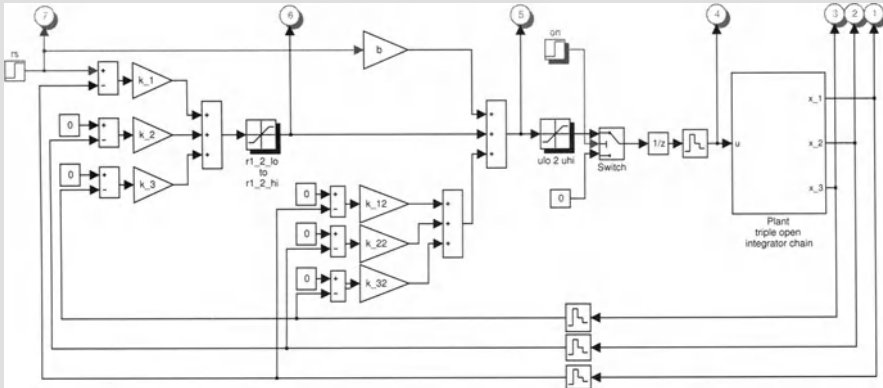 7
6
5
4
3
2
1
rs
on
b
+
−
k_1
0
+
−
k_2
0
+
−
k_3
+
+
+
r1_2_lo
to
r1_2_hi
+
+
+
ulo 2 uhi
Switch
0
1/z
u
x_1
x_2
x_3
Plant
triple open
integrator chain
0
+
−
k_12
0
+
−
k_22
0
+
−
k_32
+
+
+